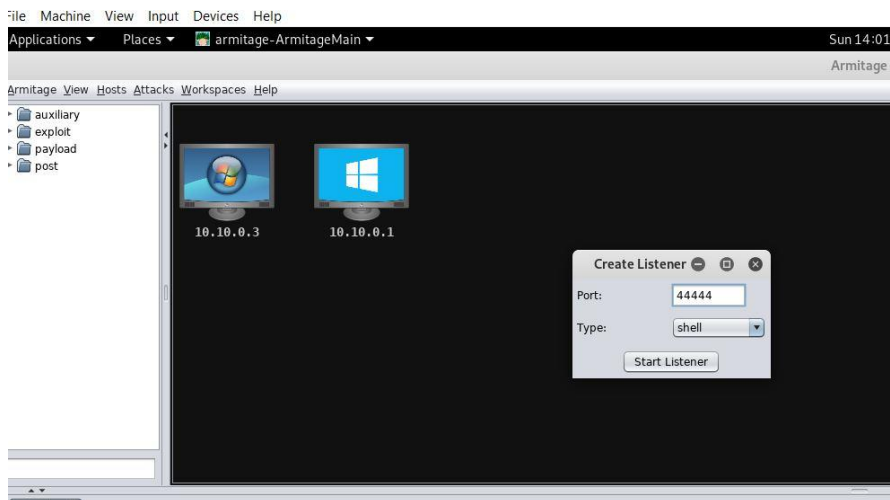 File Machine View Input Devices Help
Applications Places armitage-ArmitageMain Sun 14:01
Armitage
Armitage View Hosts Attacks Workspaces Help
auxiliary
exploit
payload
post
10.10.0.3 10.10.0.1
Create Listener
Port: 44444
Type: shell
Start Listener